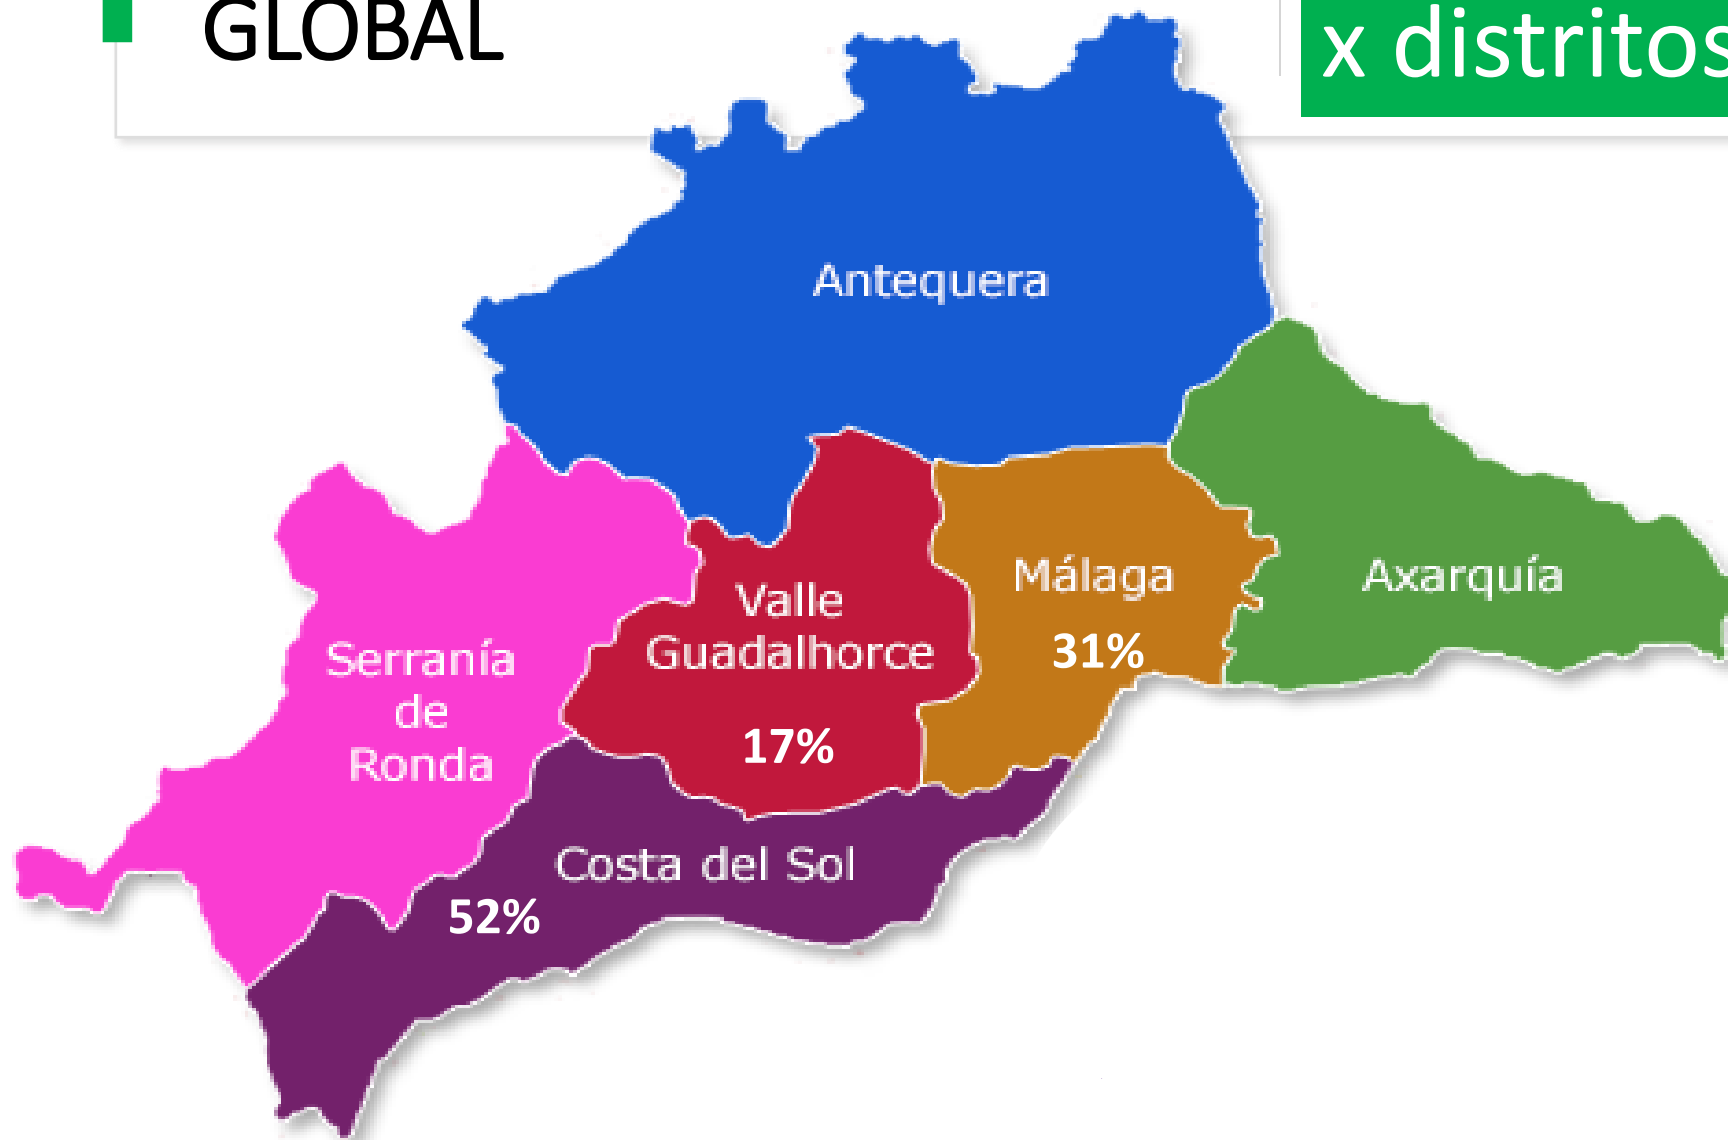 GLOBAL
x distritos
Antequera
Valle
Guadalhorce
17%
Málaga
31%
Axarquía
Serranía
de
Ronda
Costa del Sol
52%